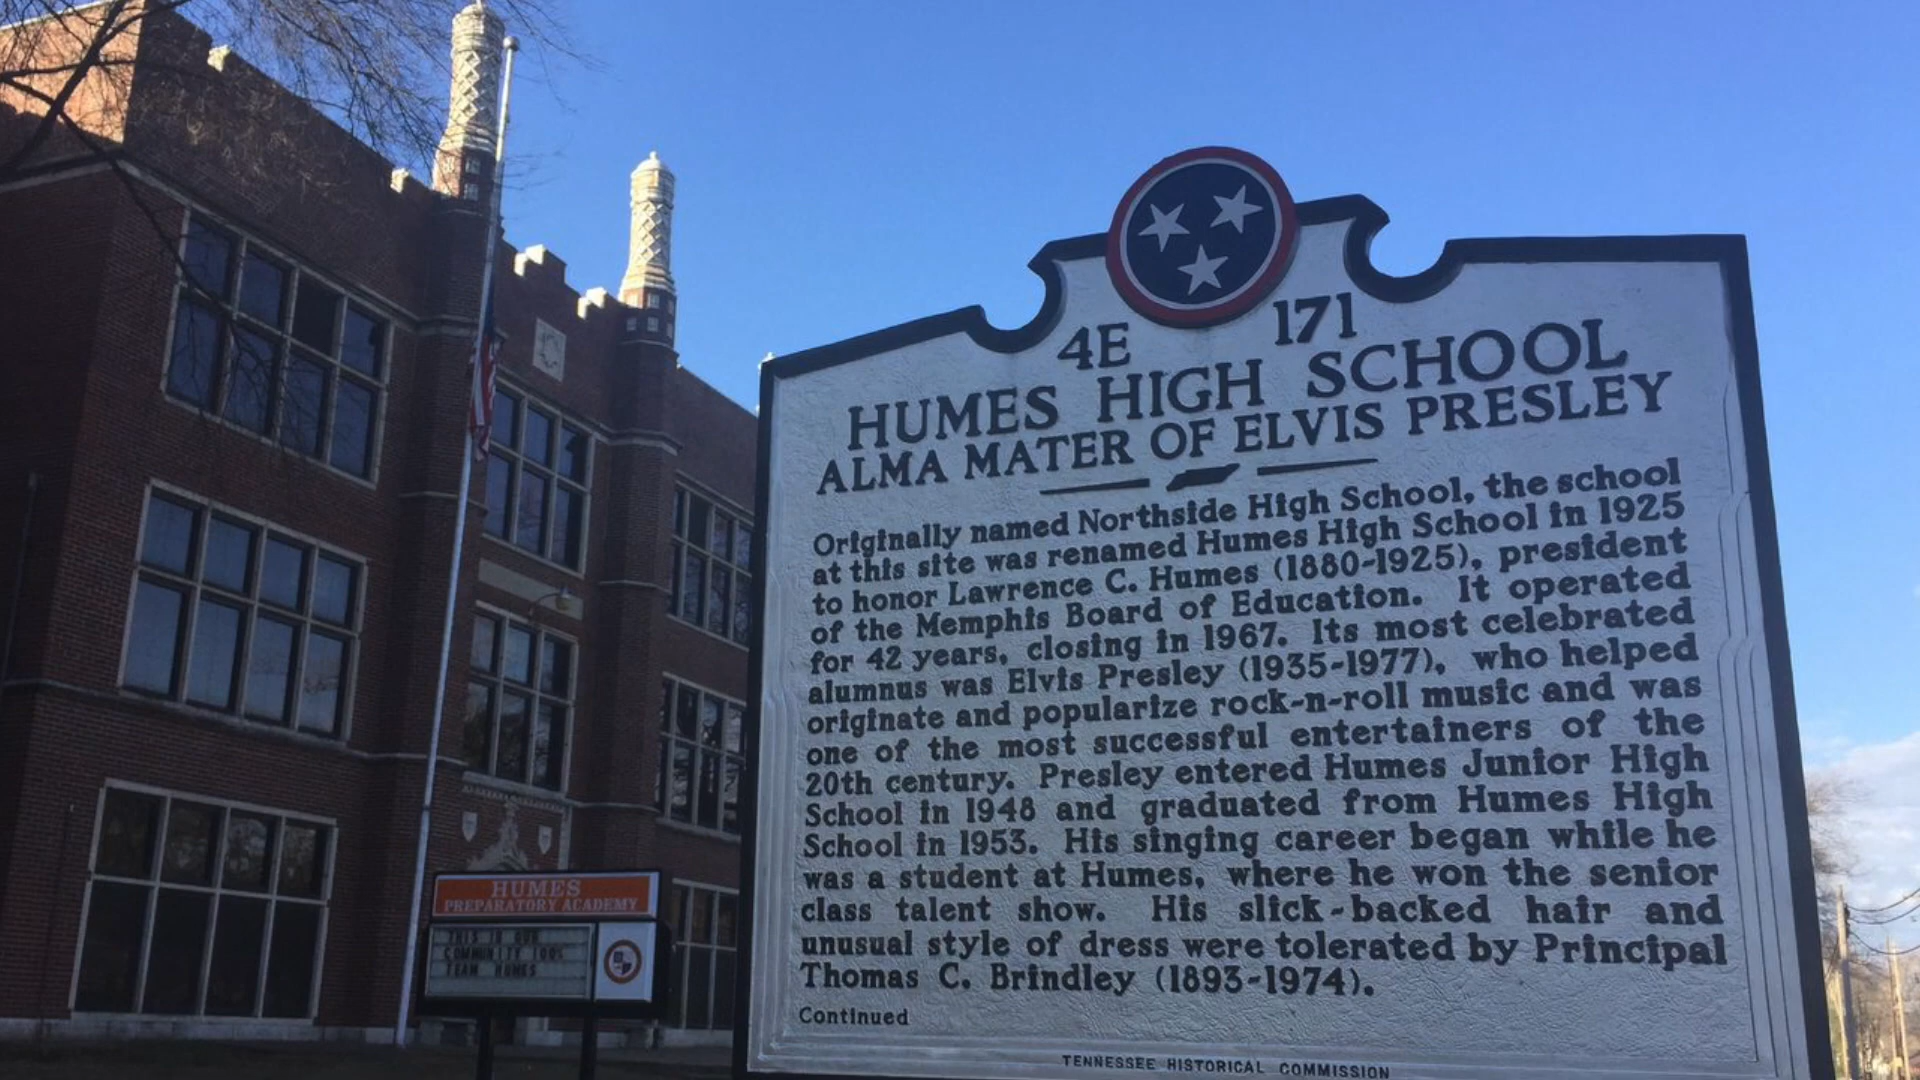 4E 171
HUMES HIGH SCHOOL
ALMA MATER OF ELVIS PRESLEY
Originally named Northside High School, the school
at this site was renamed Humes High School in 1925
to honor Lawrence C. Humes (1880-1925), president
of the Memphis Board of Education. It operated
for 42 years, closing in 1967. Its most celebrated
alumnus was Elvis Presley (1935-1977), who helped
originate and popularize rock-n-roll music and was
one of the most successful entertainers of the
20th century. Presley entered Humes Junior High
School in 1948 and graduated from Humes High
School in 1953. His singing career began while he
was a student at Humes, where he won the senior
class talent show. His slick-backed hair and
unusual style of dress were tolerated by Principal
Thomas C. Brindley (1893-1974).
Continued
TENNESSEE HISTORICAL COMMISSION
HUMES
PREPARATORY ACADEMY
THIS IS OUR
COMMUNITY 100%
TEAM HUMES